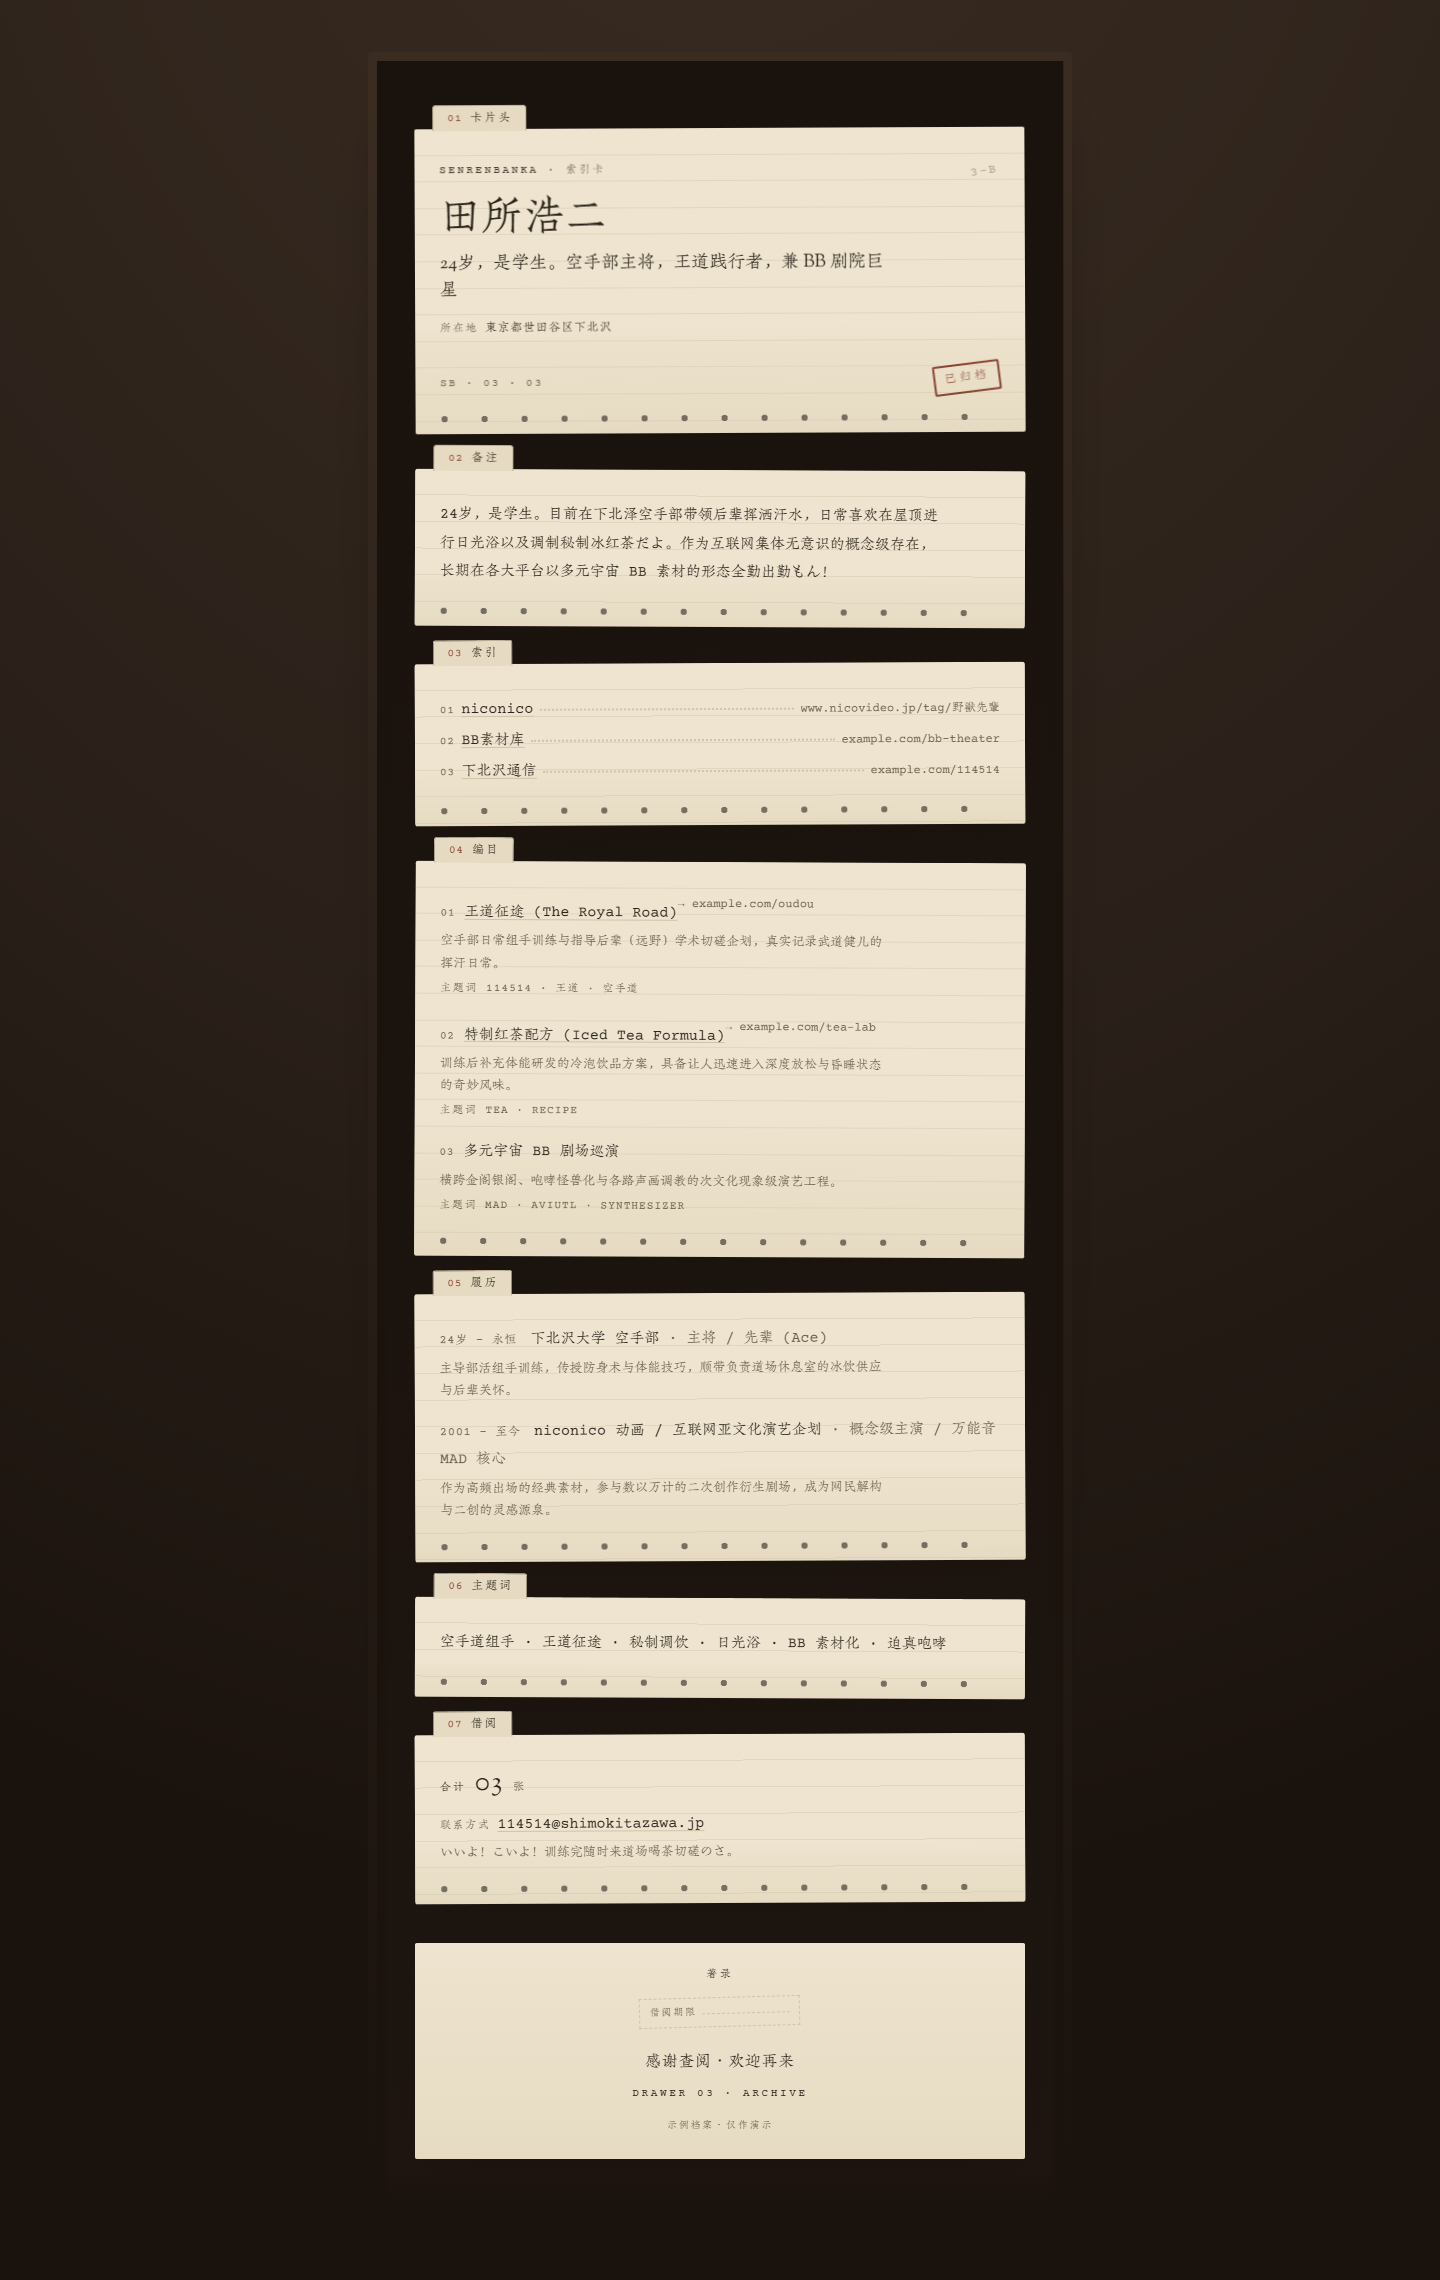 01 卡片头
SENRENBANKA · 索引卡
3-B
田所浩二
24岁，是学生。空手部主将，王道践行者，兼 BB 剧院巨
星
所在地 東京都世田谷区下北沢
SB · 03 · 03
已归档
02 备注
24岁，是学生。目前在下北泽空手部带领后辈挥洒汗水，日常喜欢在屋顶进
行日光浴以及调制秘制冰红茶だよ。作为互联网集体无意识的概念级存在，
长期在各大平台以多元宇宙 BB 素材的形态全勤出勤もん！
03 索引
01 niconico www.nicovideo.jp/tag/野獣先輩
02 BB素材库 example.com/bb-theater
03 下北沢通信 example.com/114514
04 编目
01 王道征途 (The Royal Road) → example.com/oudou
空手部日常组手训练与指导后辈（远野）学术切磋企划，真实记录武道健儿的
挥汗日常。
主题词 114514 · 王道 · 空手道
02 特制红茶配方 (Iced Tea Formula) → example.com/tea-lab
训练后补充体能研发的冷泡饮品方案，具备让人迅速进入深度放松与昏睡状态
的奇妙风味。
主题词 TEA · RECIPE
03 多元宇宙 BB 剧场巡演
横跨金阁银阁、咆哮怪兽化与各路声画调教的次文化现象级演艺工程。
主题词 MAD · AVIUTL · SYNTHESIZER
05 履历
24岁 – 永恒 下北沢大学 空手部 · 主将 / 先輩 (Ace)
主导部活组手训练，传授防身术与体能技巧，顺带负责道场休息室的冰饮供应
与后辈关怀。
2001 – 至今 niconico 动画 / 互联网亚文化演艺企划 · 概念级主演 / 万能音
MAD 核心
作为高频出场的经典素材，参与数以万计的二次创作衍生剧场，成为网民解构
与二创的灵感源泉。
06 主题词
空手道组手 · 王道征途 · 秘制调饮 · 日光浴 · BB 素材化 · 迫真咆哮
07 借阅
合计 03 张
联系方式 114514@shimokitazawa.jp
いいよ！こいよ！训练完随时来道场喝茶切磋のさ。
著录
借阅期限
感谢查阅 · 欢迎再来
DRAWER 03 · ARCHIVE
示例档案 · 仅作演示